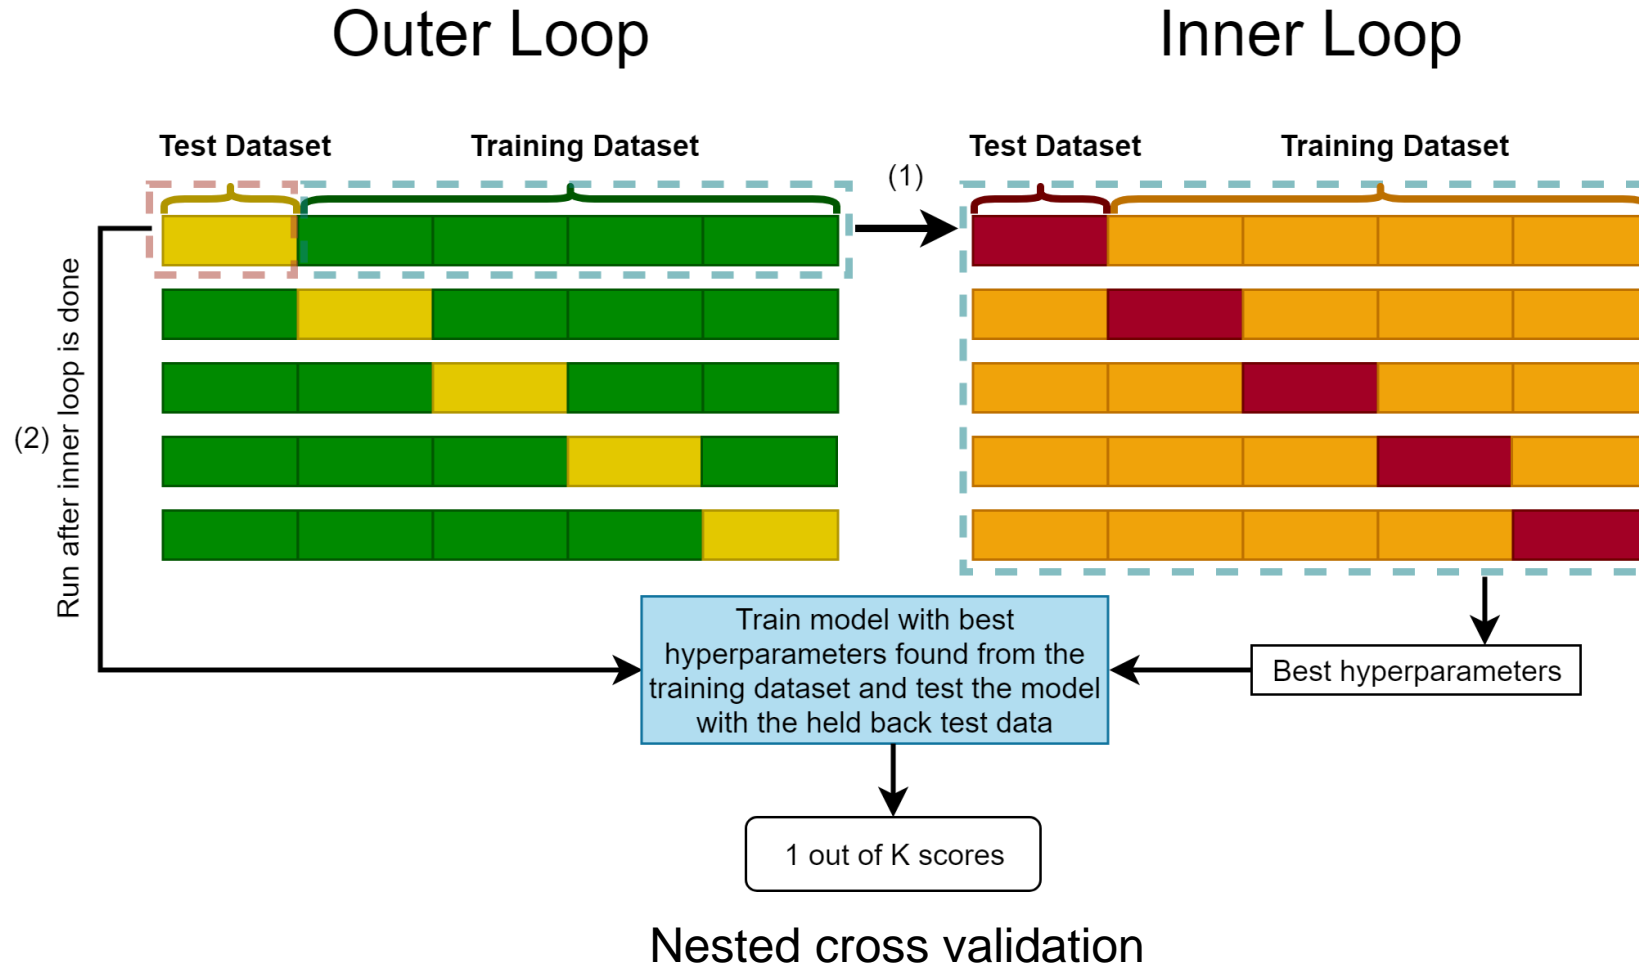 Outer Loop
Inner Loop
Test Dataset
Training Dataset
(1)
Test Dataset
Training Dataset
(2)
Run after inner loop is done
Train model with best
hyperparameters found from the
training dataset and test the model
with the held back test data
Best hyperparameters
1 out of K scores
Nested cross validation